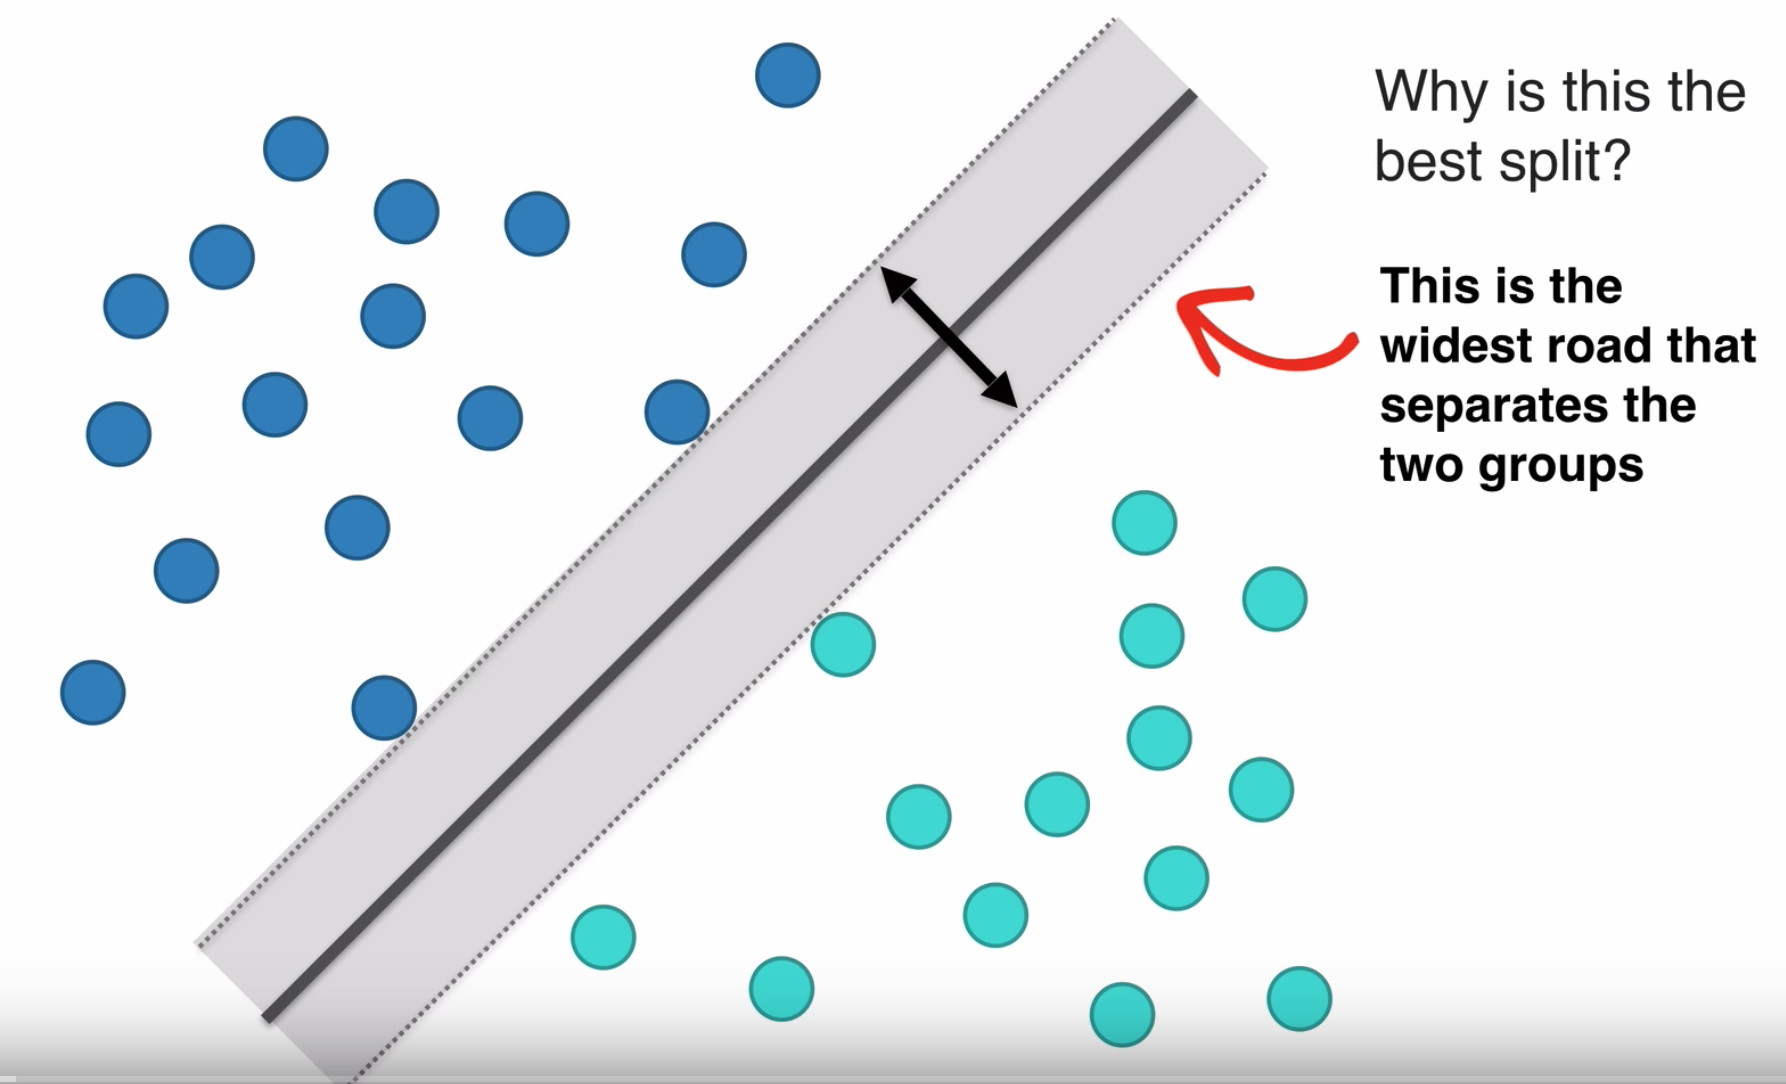 Why is this the
best split?
This is the
widest road that
separates the
two groups